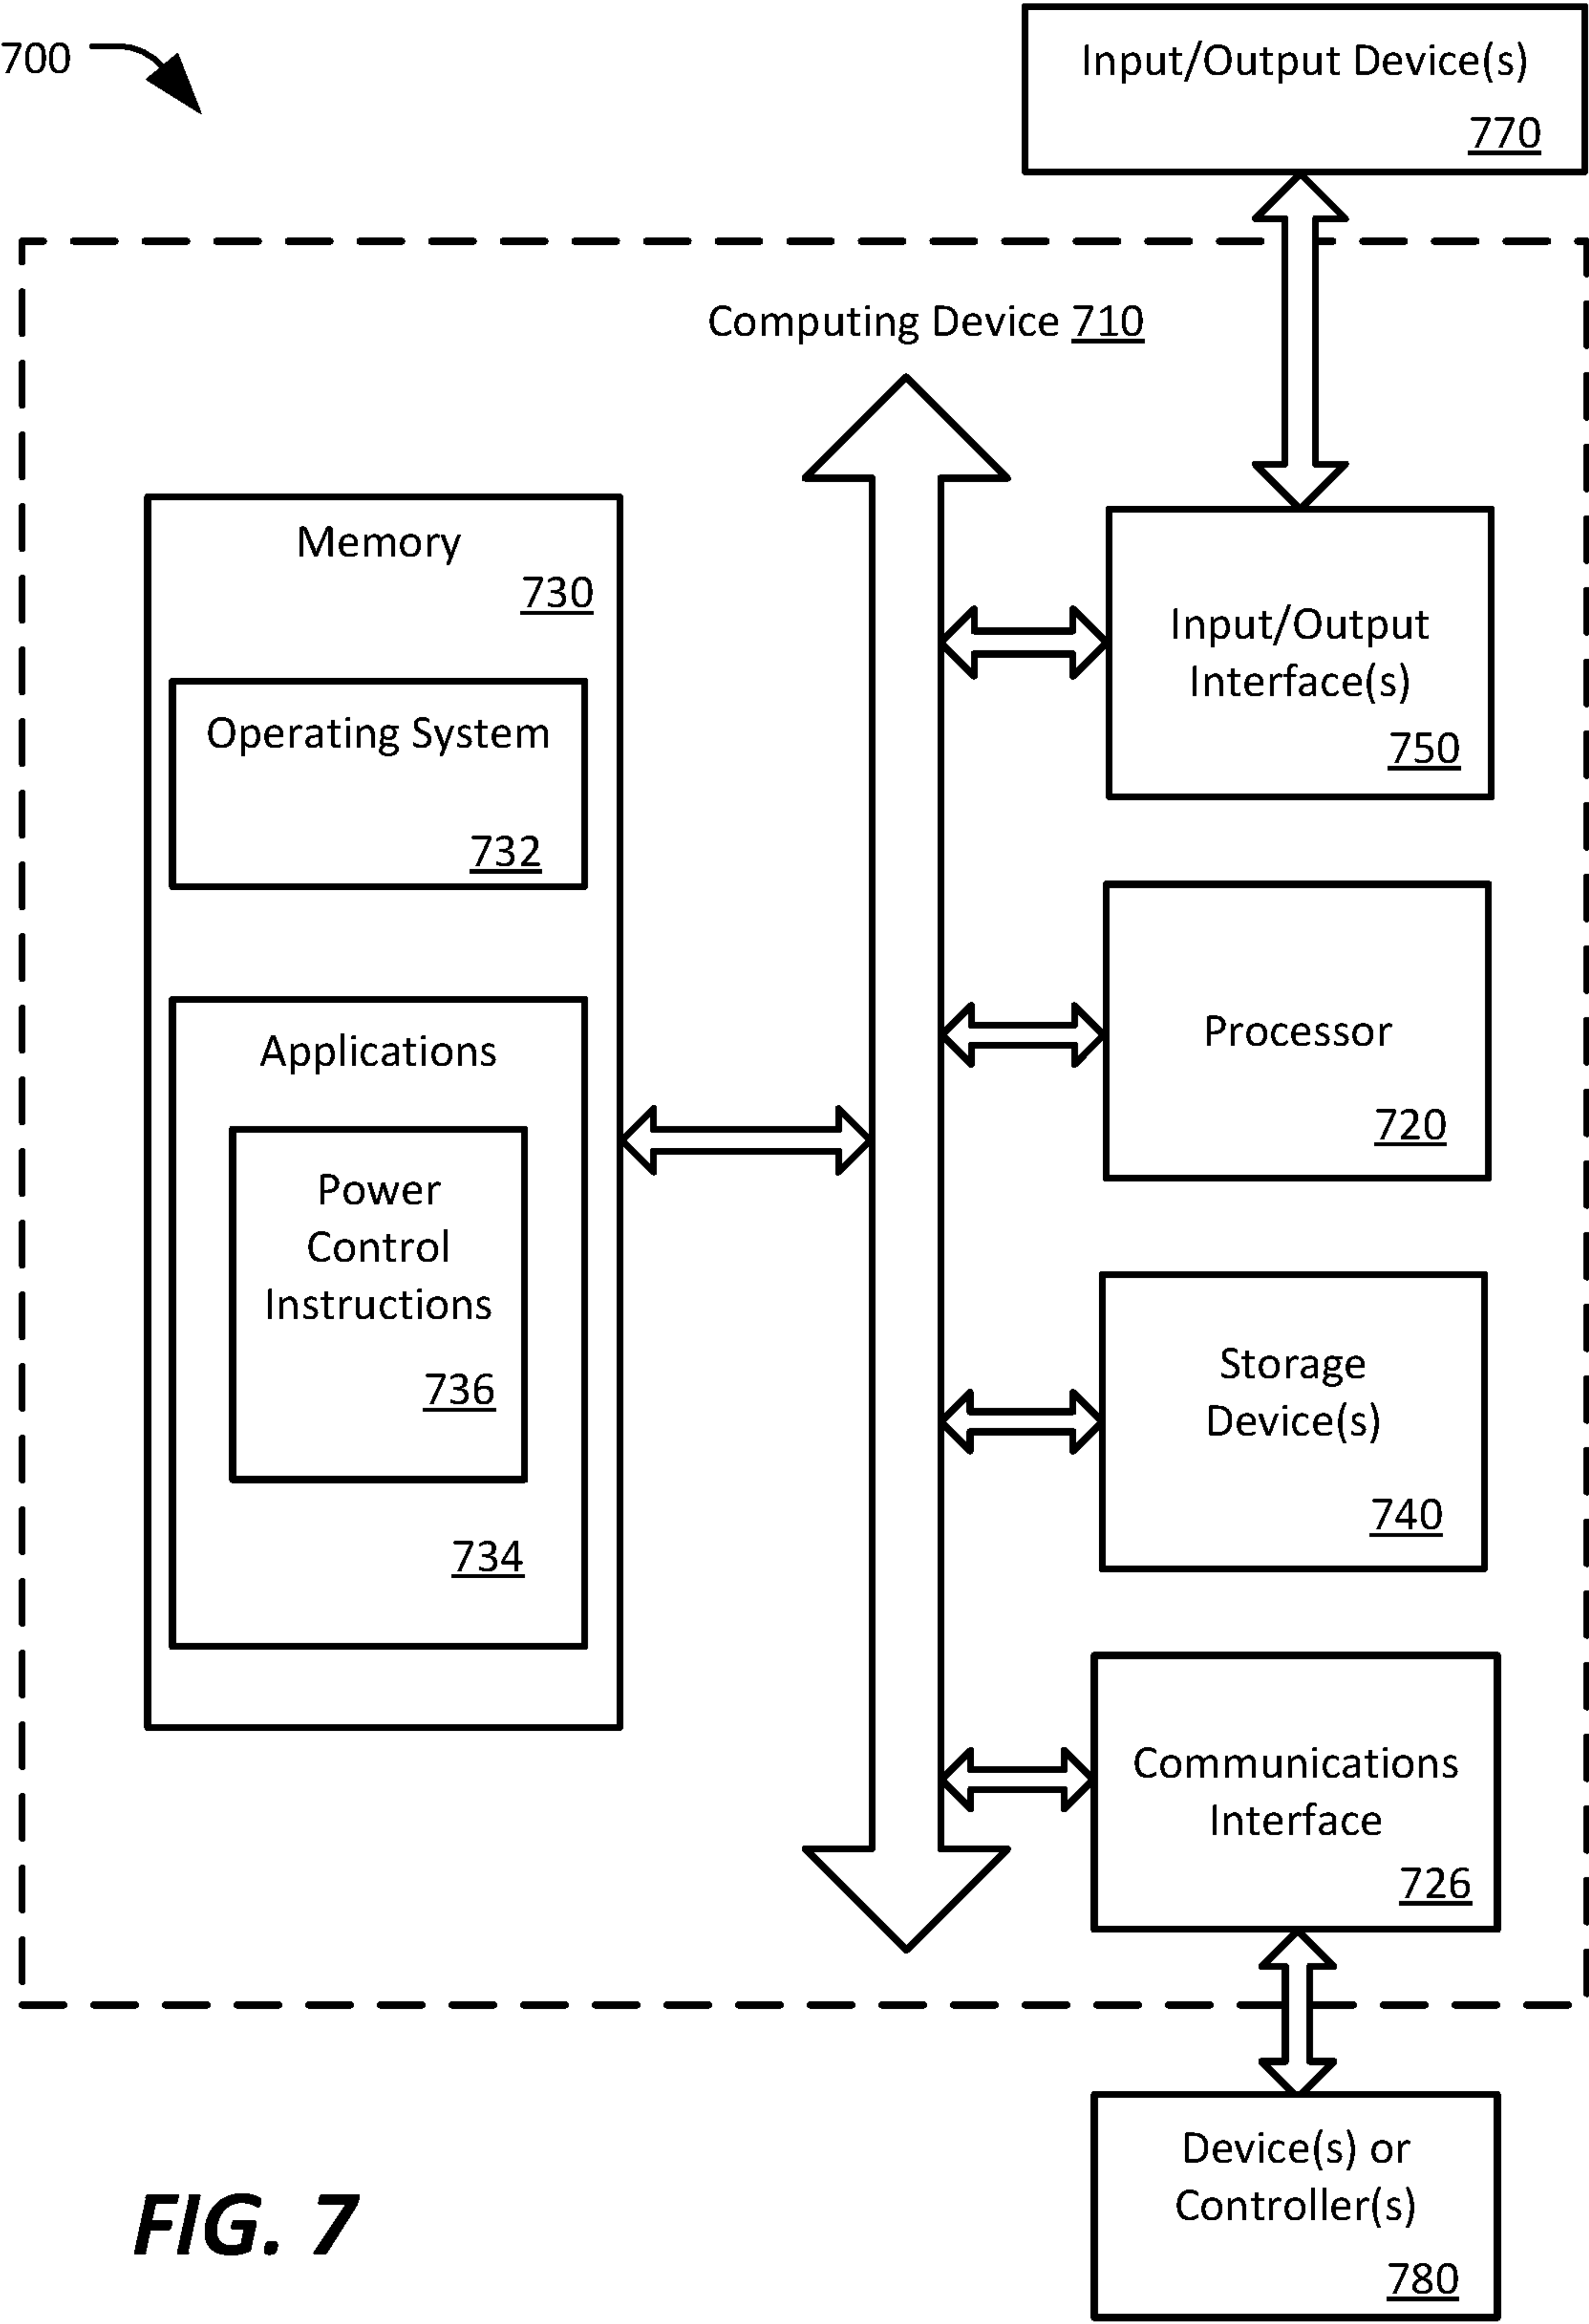 700
Input/Output Device(s)
770
Computing Device 710
Memory
730
Operating System
732
Applications
Power
Control
Instructions
736
734
Input/Output
Interface(s)
750
Processor
720
Storage
Device(s)
740
Communications
Interface
726
Device(s) or
Controller(s)
780
FIG. 7